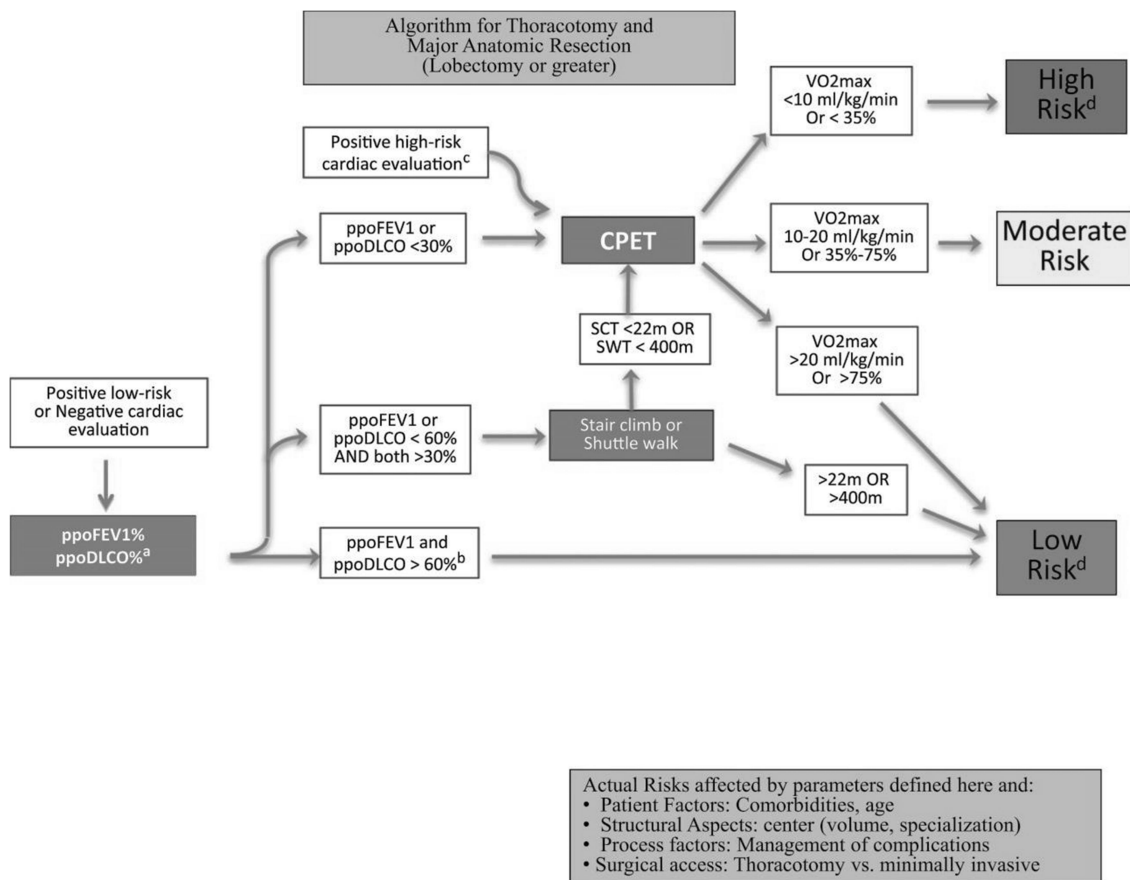 Algorithm for Thoracotomy and
Major Anatomic Resection
(Lobectomy or greater)
VO2max
<10 ml/kg/min
Or < 35%
High
Riskᵈ
Positive high-risk
cardiac evaluationᶜ
ppoFEV1 or
ppoDLCO <30%
CPET
VO2max
10-20 ml/kg/min
Or 35%-75%
Moderate
Risk
SCT <22m OR
SWT < 400m
VO2max
>20 ml/kg/min
Or >75%
Positive low-risk
or Negative cardiac
evaluation
ppoFEV1 or
ppoDLCO < 60%
AND both >30%
Stair climb or
Shuttle walk
>22m OR
>400m
ppoFEV1%
ppoDLCO%ᵃ
ppoFEV1 and
ppoDLCO > 60%ᵇ
Low
Riskᵈ
Actual Risks affected by parameters defined here and:
• Patient Factors: Comorbidities, age
• Structural Aspects: center (volume, specialization)
• Process factors: Management of complications
• Surgical access: Thoracotomy vs. minimally invasive